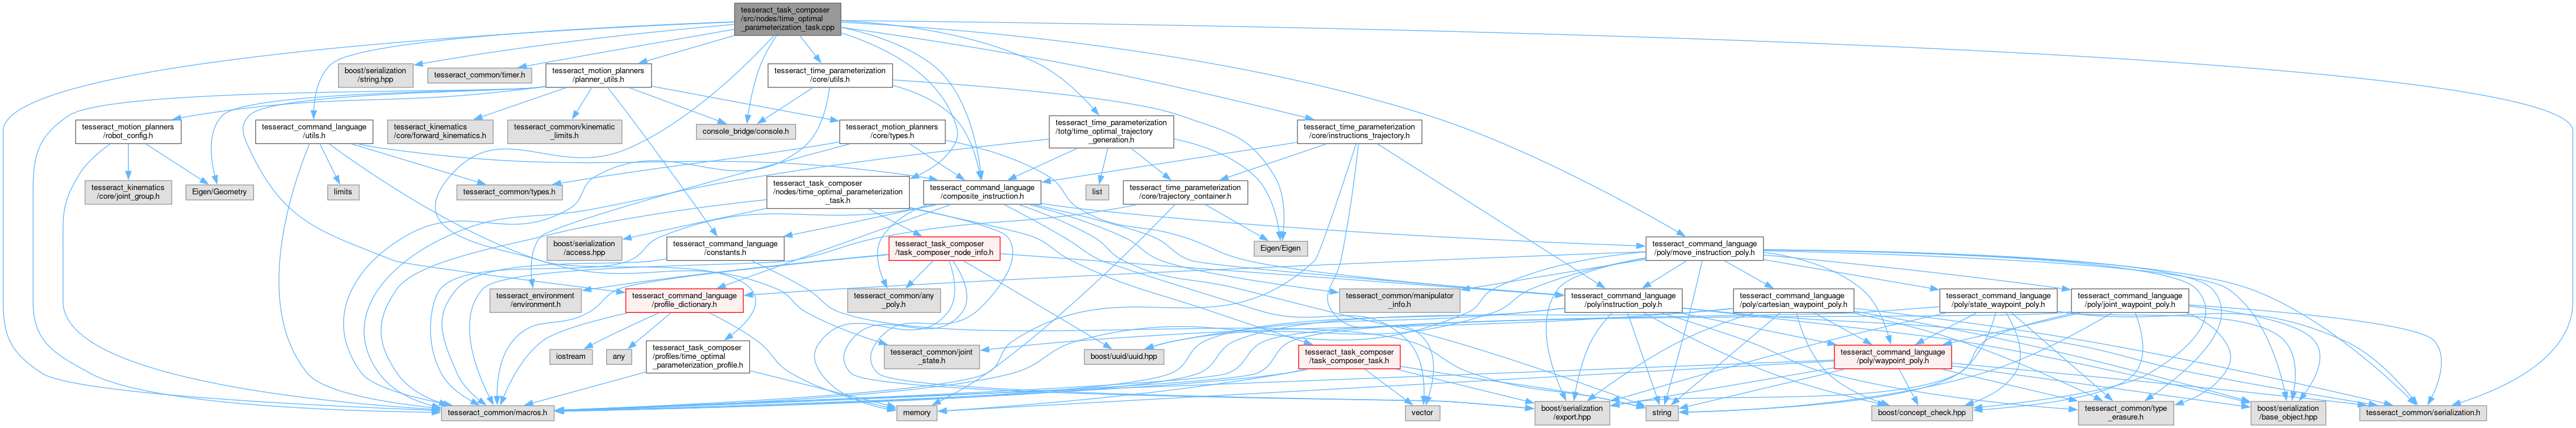 tesseract_task_composer
/src/nodes/time_optimal
_parameterization_task.cpp
boost/serialization
/string.hpp
tesseract_common/timer.h
tesseract_motion_planners
/planner_utils.h
tesseract_time_parameterization
/core/utils.h
tesseract_motion_planners
/robot_config.h
tesseract_command_language
/utils.h
tesseract_kinematics
/core/forward_kinematics.h
tesseract_common/kinematic
_limits.h
console_bridge/console.h
tesseract_motion_planners
/core/types.h
tesseract_time_parameterization
/totg/time_optimal_trajectory
_generation.h
tesseract_time_parameterization
/core/instructions_trajectory.h
tesseract_kinematics
/core/joint_group.h
Eigen/Geometry
limits
tesseract_common/types.h
tesseract_task_composer
/nodes/time_optimal_parameterization
_task.h
tesseract_command_language
/composite_instruction.h
list
tesseract_time_parameterization
/core/trajectory_container.h
boost/serialization
/access.hpp
tesseract_command_language
/constants.h
tesseract_task_composer
/task_composer_node_info.h
Eigen/Eigen
tesseract_command_language
/poly/move_instruction_poly.h
tesseract_environment
/environment.h
tesseract_command_language
/profile_dictionary.h
tesseract_common/any
_poly.h
tesseract_common/manipulator
_info.h
tesseract_command_language
/poly/instruction_poly.h
tesseract_command_language
/poly/cartesian_waypoint_poly.h
tesseract_command_language
/poly/state_waypoint_poly.h
tesseract_command_language
/poly/joint_waypoint_poly.h
iostream
any
tesseract_task_composer
/profiles/time_optimal
_parameterization_profile.h
tesseract_common/joint
_state.h
boost/uuid/uuid.hpp
tesseract_task_composer
/task_composer_task.h
tesseract_command_language
/poly/waypoint_poly.h
tesseract_common/macros.h
memory
vector
boost/serialization
/export.hpp
string
boost/concept_check.hpp
tesseract_common/type
_erasure.h
boost/serialization
/base_object.hpp
tesseract_common/serialization.h